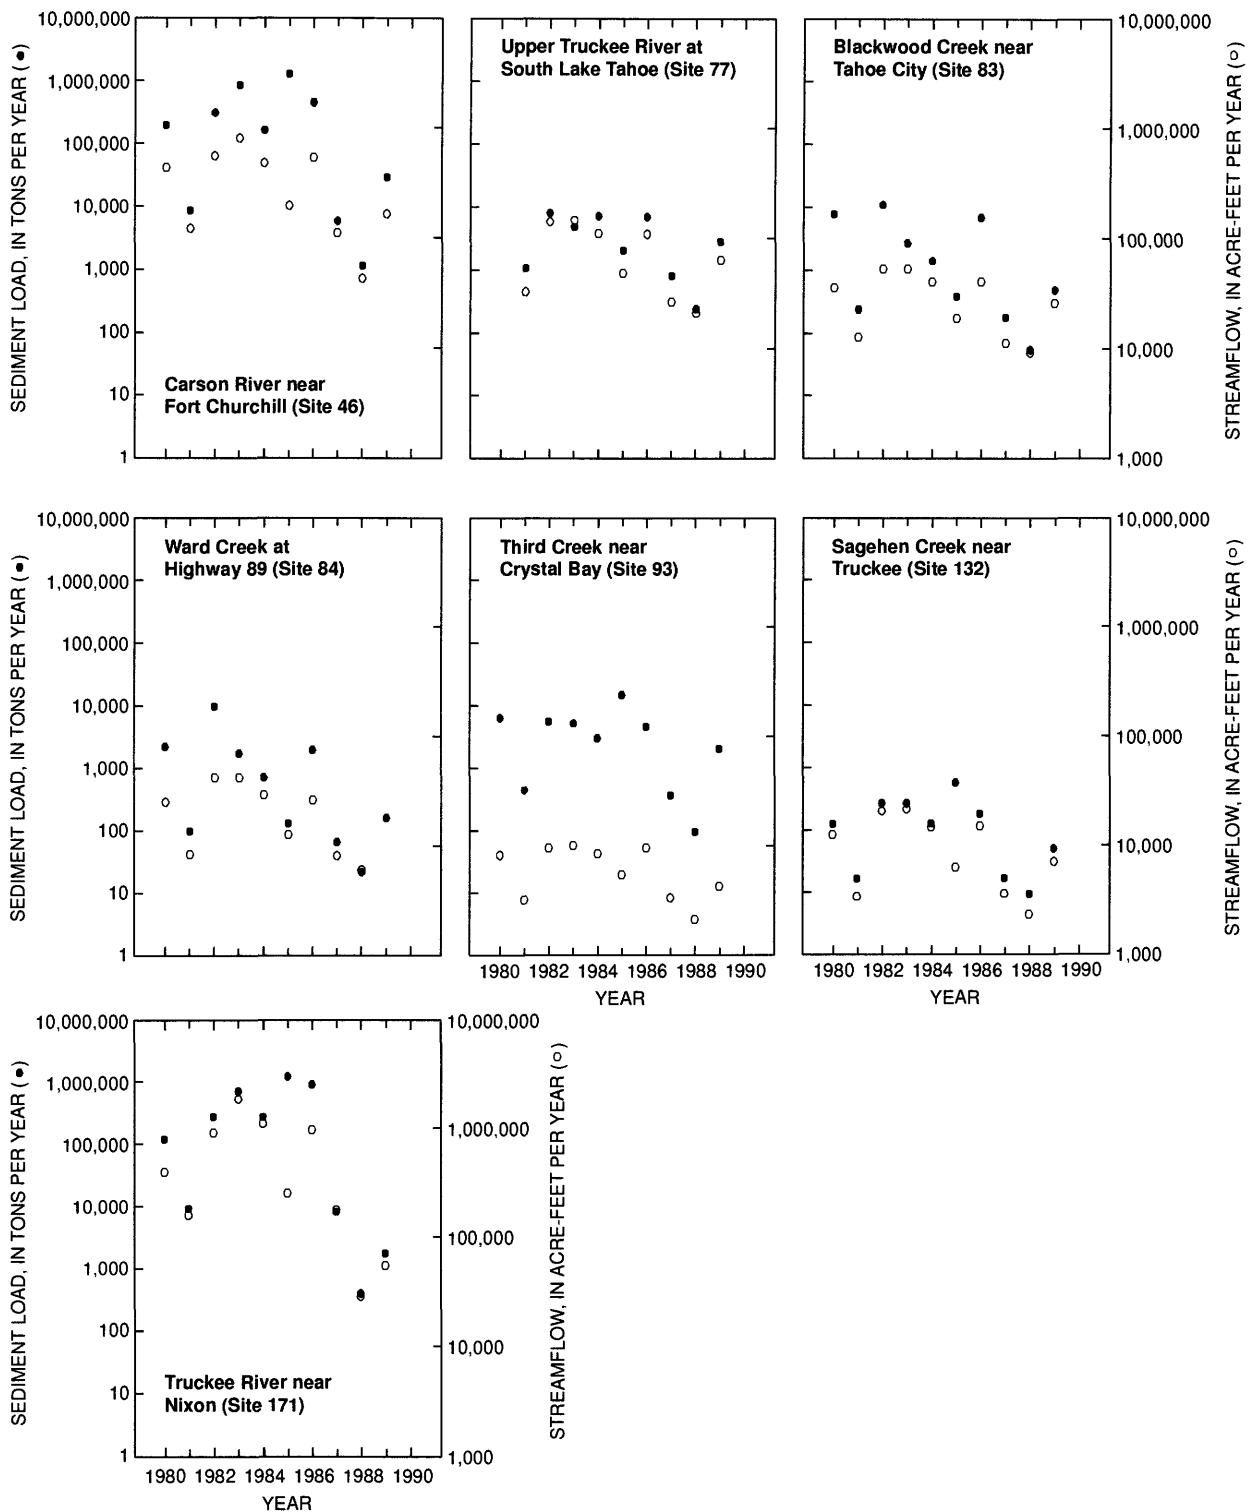 10,000,000
1,000,000
100,000
10,000
1,000
100
10
1
SEDIMENT LOAD, IN TONS PER YEAR (●)
Carson River near
Fort Churchill (Site 46)
Upper Truckee River at
South Lake Tahoe (Site 77)
Blackwood Creek near
Tahoe City (Site 83)
10,000,000
1,000,000
100,000
10,000
1,000
STREAMFLOW, IN ACRE-FEET PER YEAR (○)
10,000,000
1,000,000
100,000
10,000
1,000
100
10
1
SEDIMENT LOAD, IN TONS PER YEAR (●)
Ward Creek at
Highway 89 (Site 84)
Third Creek near
Crystal Bay (Site 93)
1980 1982 1984 1986 1988 1990
YEAR
Sagehen Creek near
Truckee (Site 132)
1980 1982 1984 1986 1988 1990
YEAR
10,000,000
1,000,000
100,000
10,000
1,000
STREAMFLOW, IN ACRE-FEET PER YEAR (○)
10,000,000
1,000,000
100,000
10,000
1,000
100
10
1
SEDIMENT LOAD, IN TONS PER YEAR (●)
Truckee River near
Nixon (Site 171)
1980 1982 1984 1986 1988 1990
YEAR
10,000,000
1,000,000
100,000
10,000
1,000
STREAMFLOW, IN ACRE-FEET PER YEAR (○)